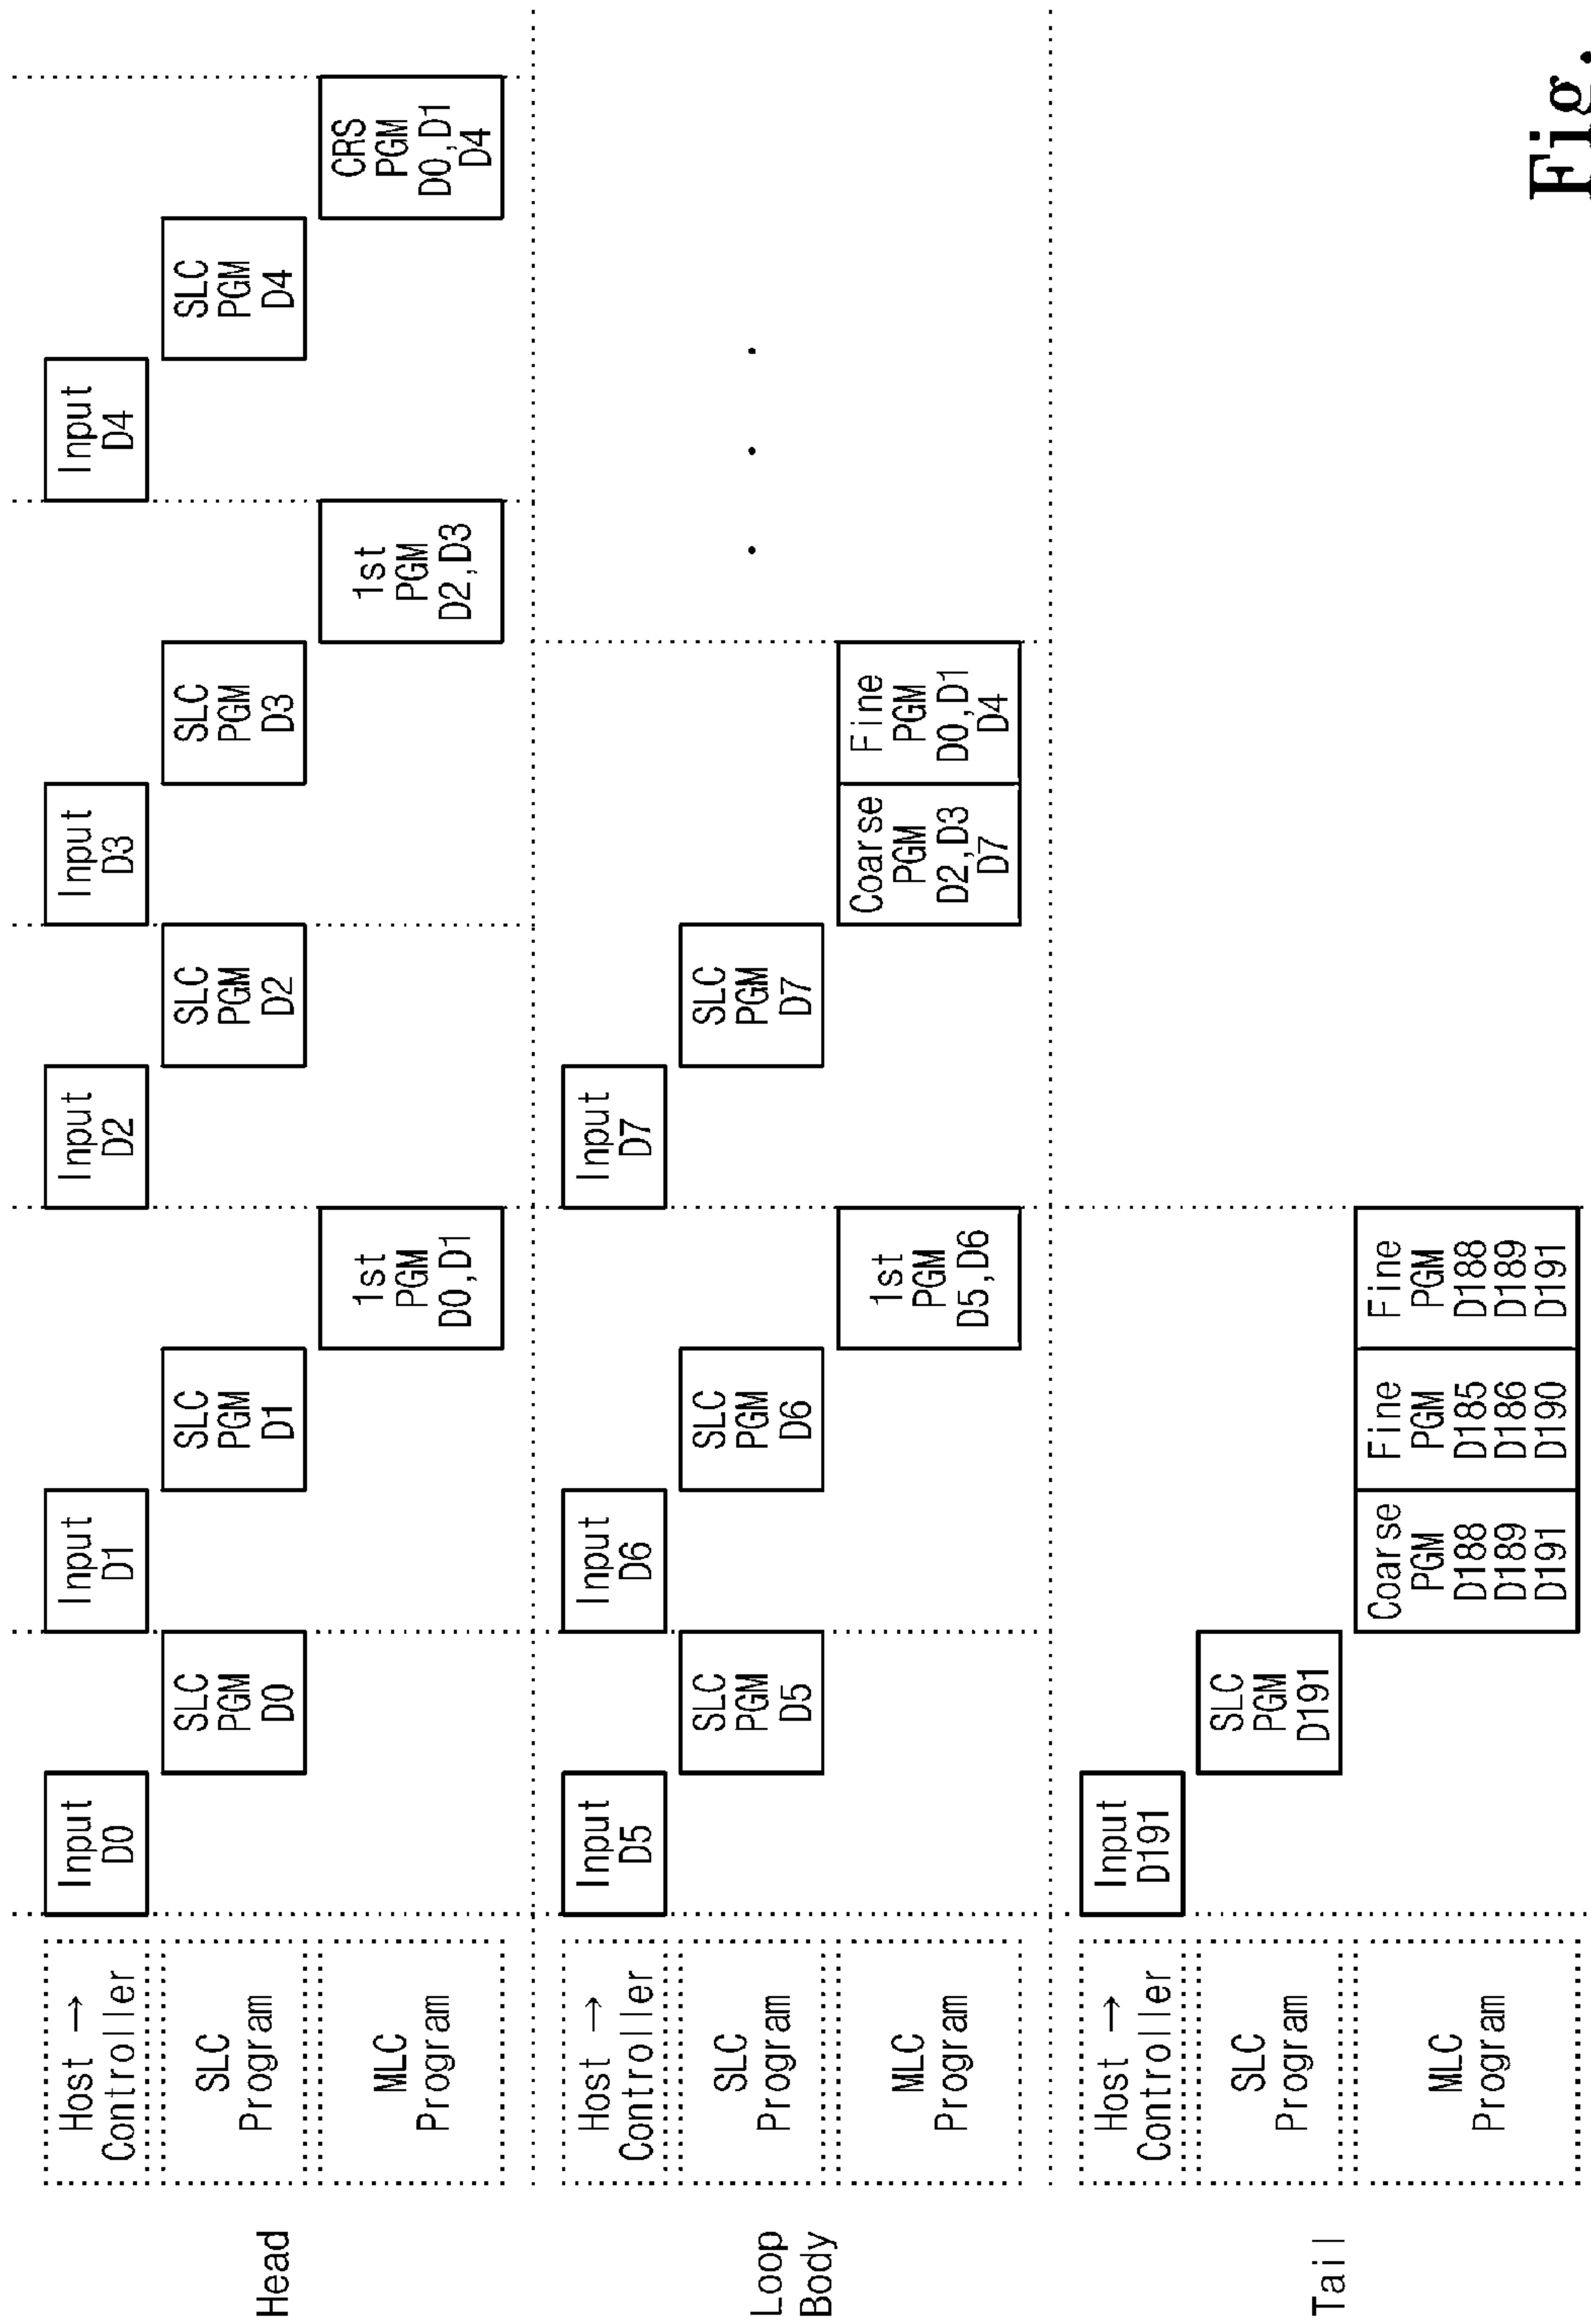 Head
Host →
Controller
Input
D0
Input
D1
Input
D2
Input
D3
Input
D4
SLC
Program
SLC
PGM
D0
SLC
PGM
D1
SLC
PGM
D2
SLC
PGM
D3
SLC
PGM
D4
MLC
Program
1st
PGM
D0,D1
1st
PGM
D2,D3
CRS
PGM
D0,D1
D4
Loop
Body
Host →
Controller
Input
D5
Input
D6
Input
D7
SLC
Program
SLC
PGM
D5
SLC
PGM
D6
SLC
PGM
D7
MLC
Program
1st
PGM
D5,D6
Coarse
PGM
D2,D3
D7
Fine
PGM
D0,D1
D4
. . .
Tail
Host →
Controller
Input
D191
SLC
Program
SLC
PGM
D191
MLC
Program
Coarse
PGM
D188
D189
D191
Fine
PGM
D185
D186
D190
Fine
PGM
D188
D189
D191
Fig.